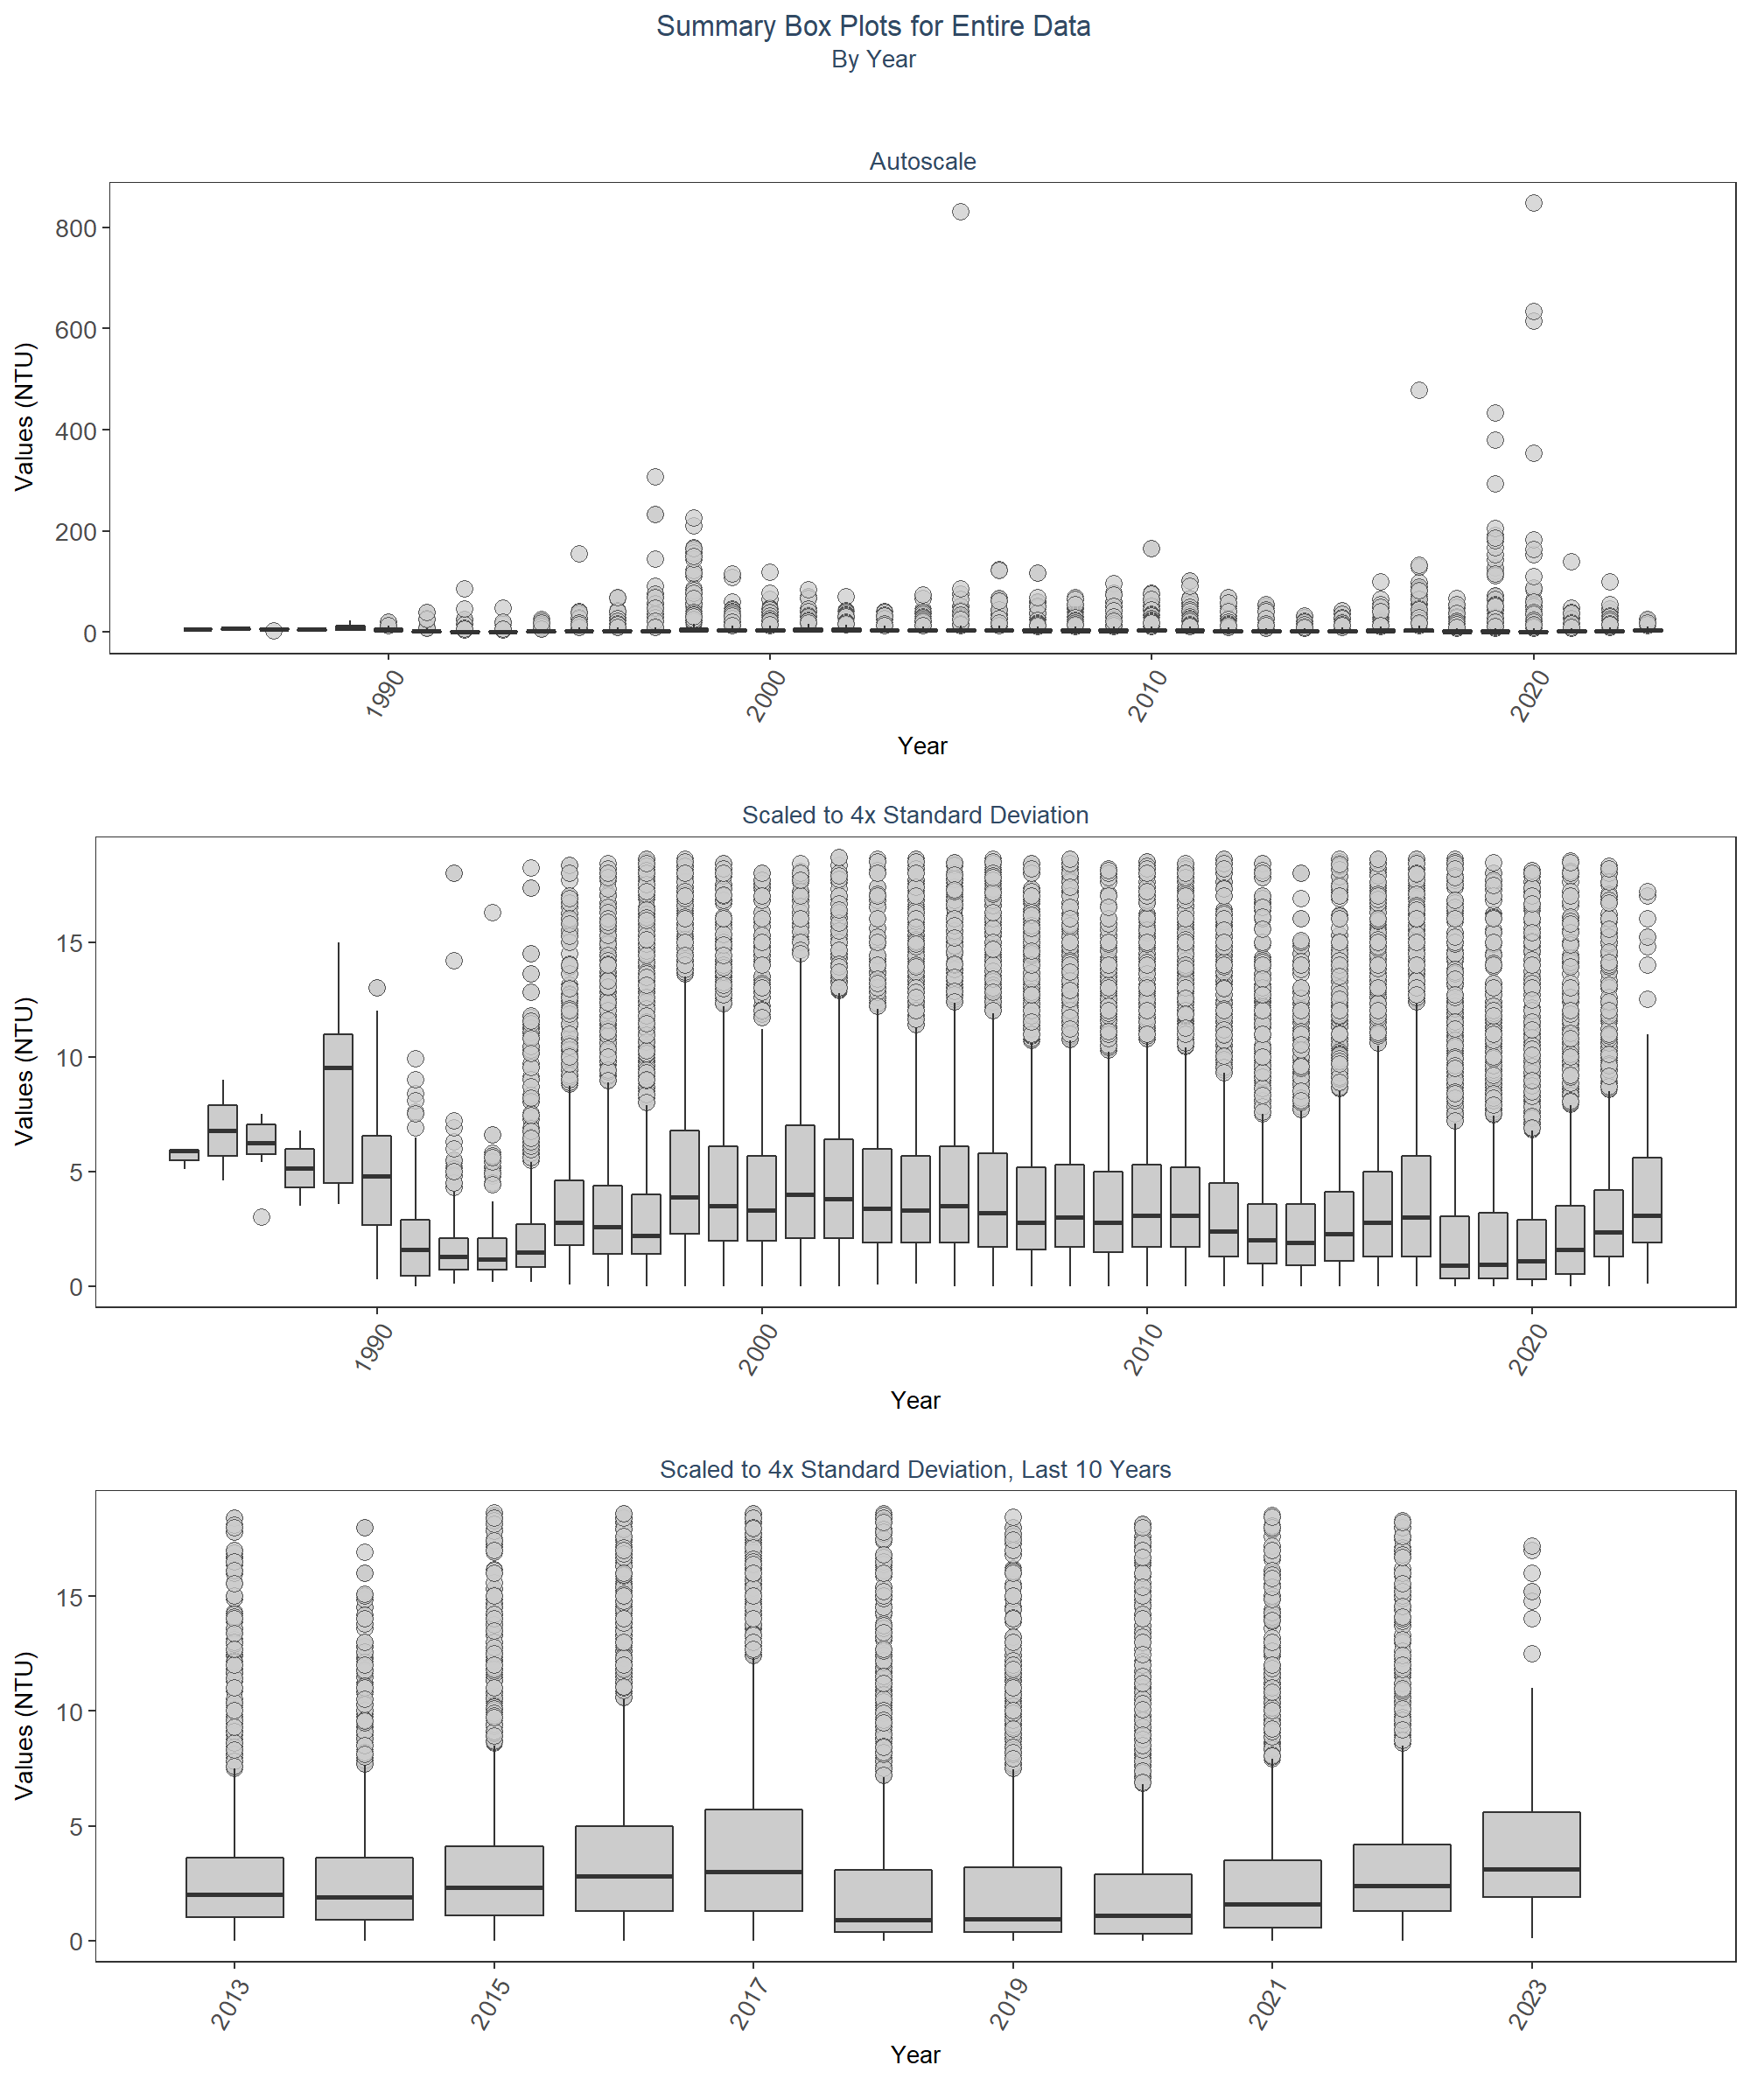 Summary Box Plots for Entire Data
By Year
Autoscale
Values (NTU)
800
600
400
200
0
1990
2000
2010
2020
Year
Scaled to 4x Standard Deviation
Values (NTU)
15
10
5
0
1990
2000
2010
2020
Year
Scaled to 4x Standard Deviation, Last 10 Years
Values (NTU)
15
10
5
0
2013
2015
2017
2019
2021
2023
Year